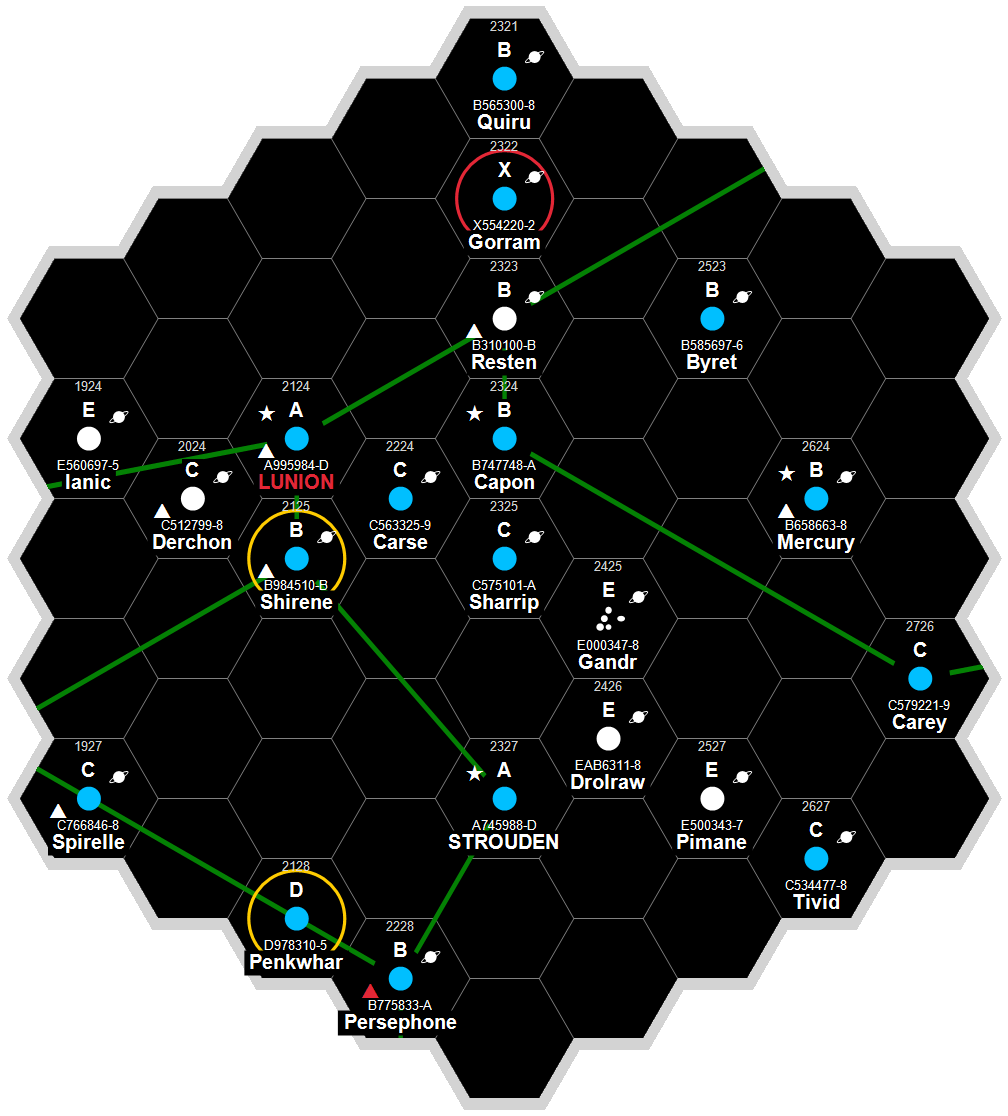 2321
B
B565300-8
Quiru
2322
X
X554220-2
Gorram
2323
B
B310100-B
Resten
2523
B
B585697-6
Byret
1924
E
E560697-5
Ianic
2124
A
A995984-D
LUNION
2324
B
B747748-A
Capon
2024
C
C512799-8
Derchon
2224
C
C563325-9
Carse
2624
B
B658663-8
Mercury
2125
B
B984510-B
Shirene
2325
C
C575101-A
Sharrip
2425
E
E000347-8
Gandr
2726
C
C579221-9
Carey
2426
E
EAB6311-8
Drolraw
1927
C
C766846-8
Spirelle
2327
A
A745988-D
STROUDEN
2527
E
E500343-7
Pimane
2627
C
C534477-8
Tivid
2128
D
D978310-5
Penkwhar
2228
B
B775833-A
Persephone